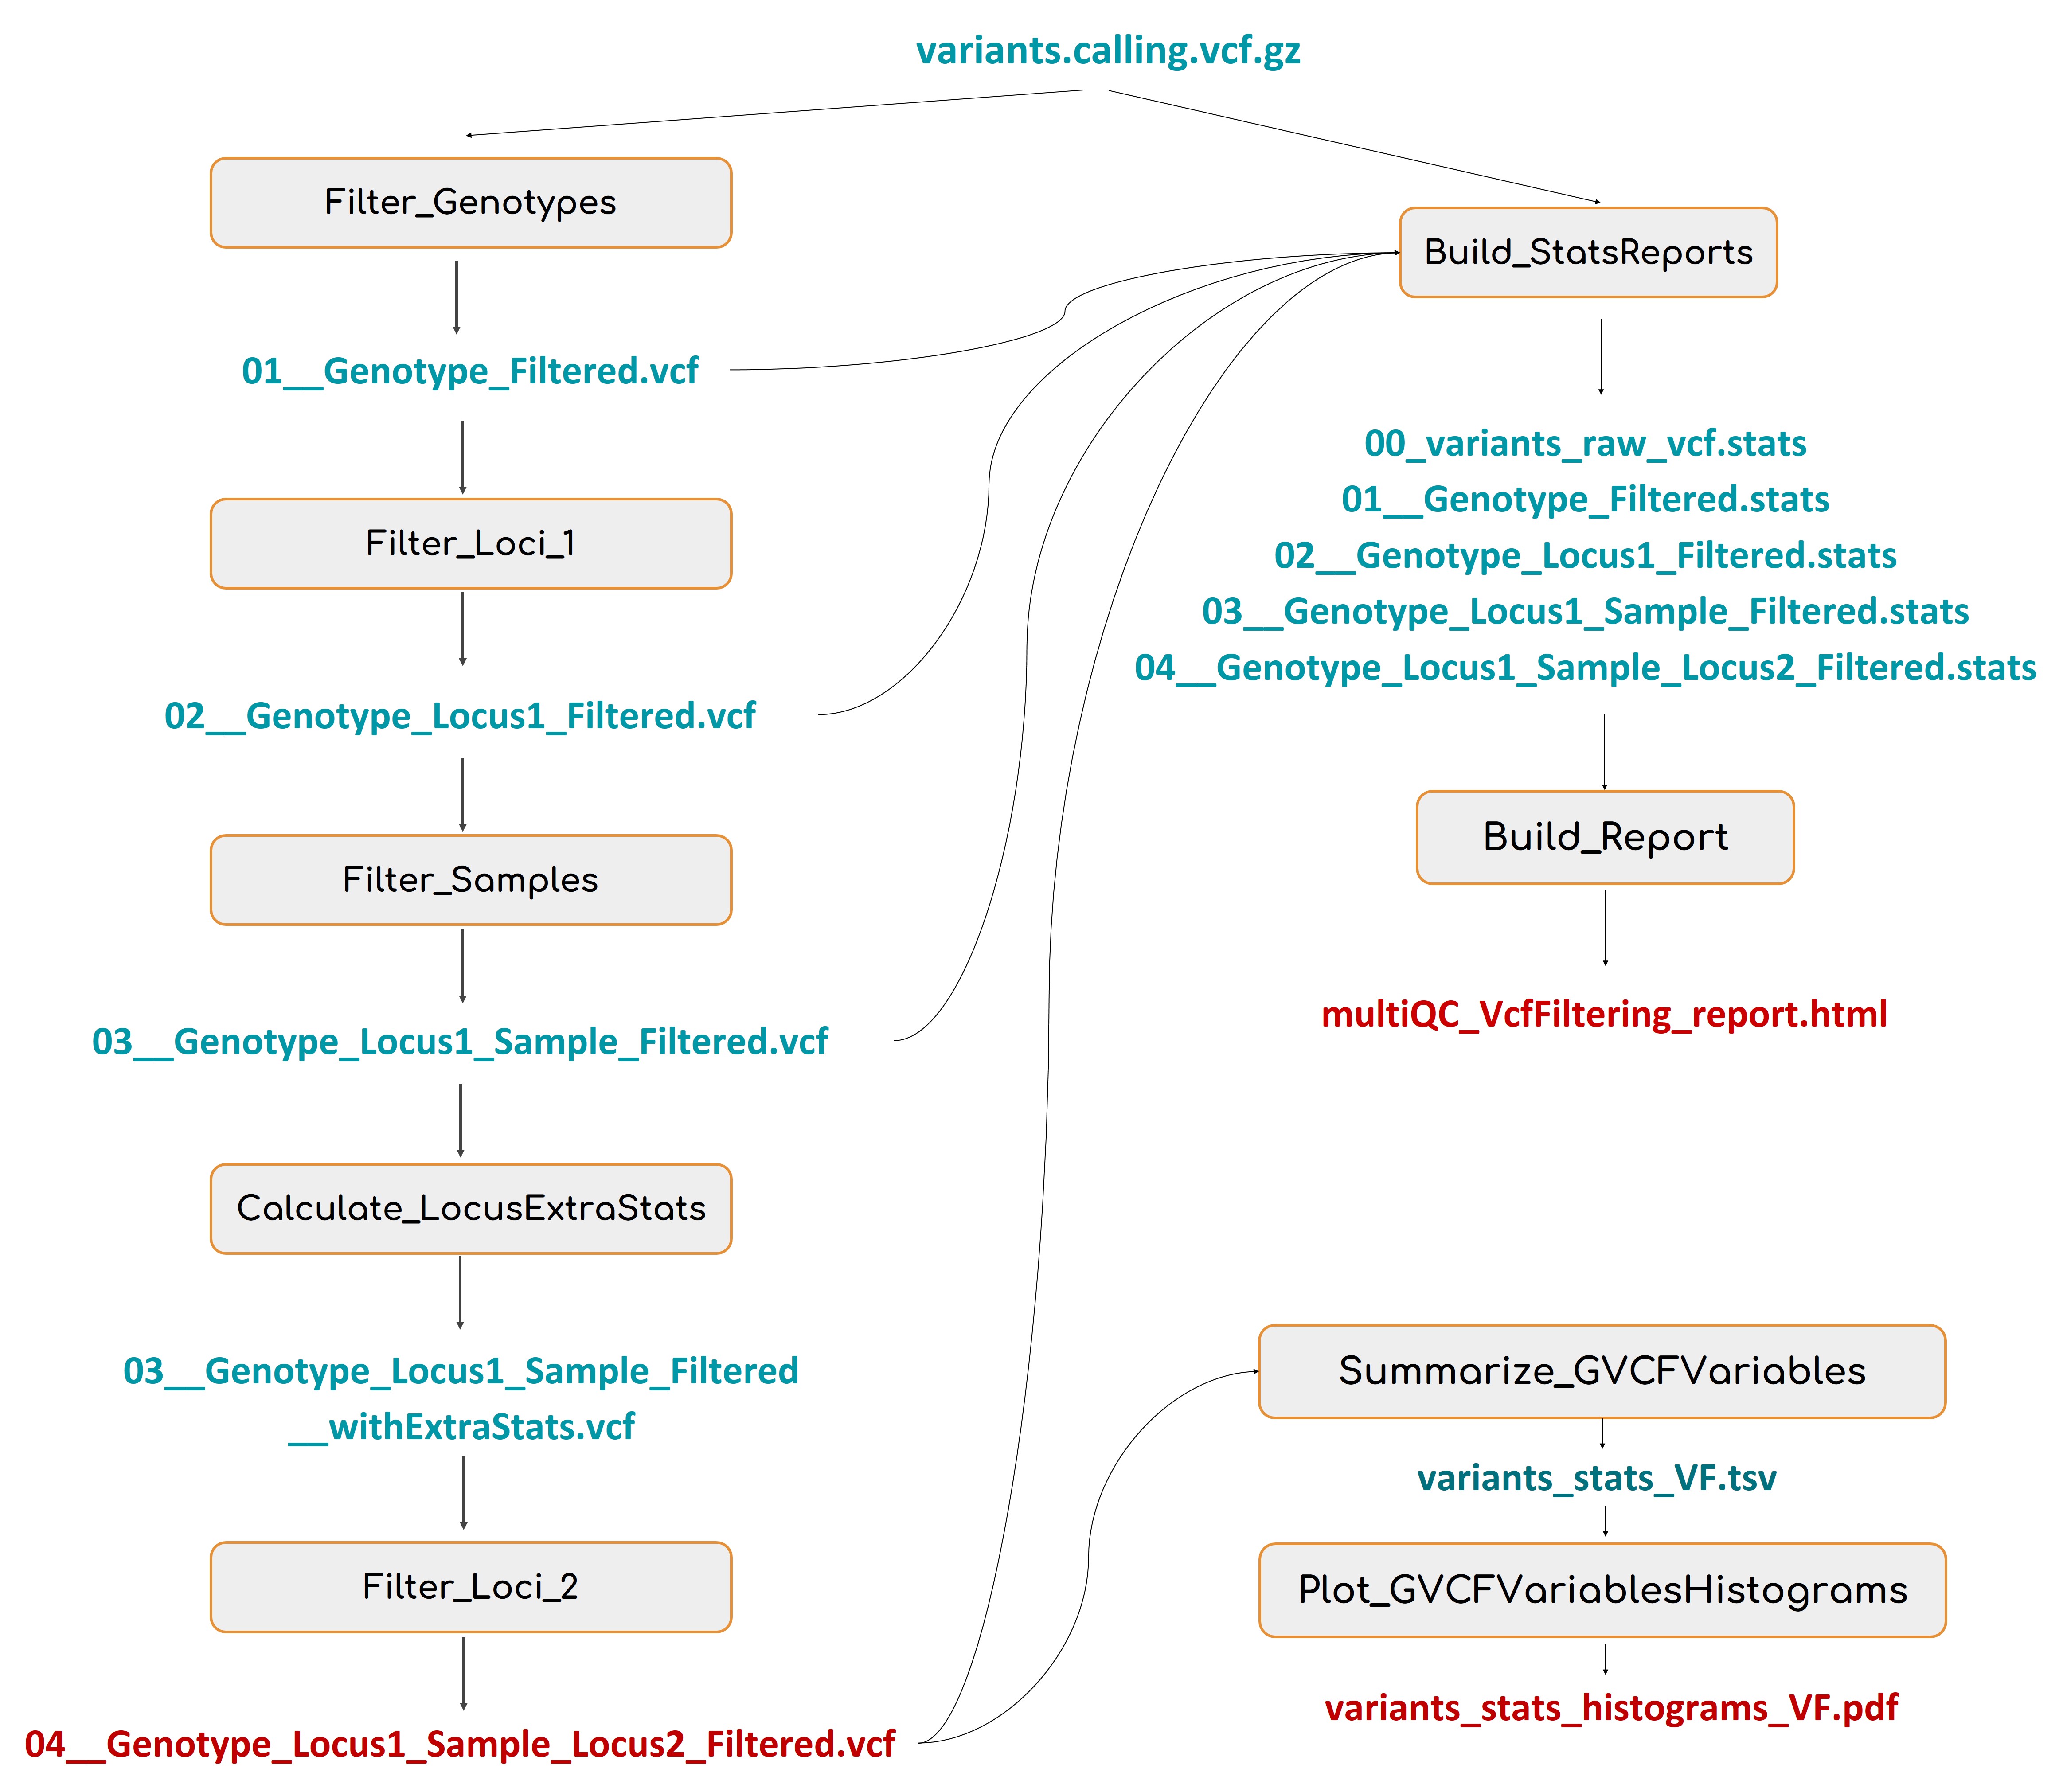 variants.calling.vcf.gz
Filter_Genotypes
01__Genotype_Filtered.vcf
Filter_Loci_1
02__Genotype_Locus1_Filtered.vcf
Filter_Samples
03__Genotype_Locus1_Sample_Filtered.vcf
Calculate_LocusExtraStats
03__Genotype_Locus1_Sample_Filtered
__withExtraStats.vcf
Filter_Loci_2
04__Genotype_Locus1_Sample_Locus2_Filtered.vcf
Build_StatsReports
00_variants_raw_vcf.stats
01__Genotype_Filtered.stats
02__Genotype_Locus1_Filtered.stats
03__Genotype_Locus1_Sample_Filtered.stats
04__Genotype_Locus1_Sample_Locus2_Filtered.stats
Build_Report
multiQC_VcfFiltering_report.html
Summarize_GVCFVariables
variants_stats_VF.tsv
Plot_GVCFVariablesHistograms
variants_stats_histograms_VF.pdf